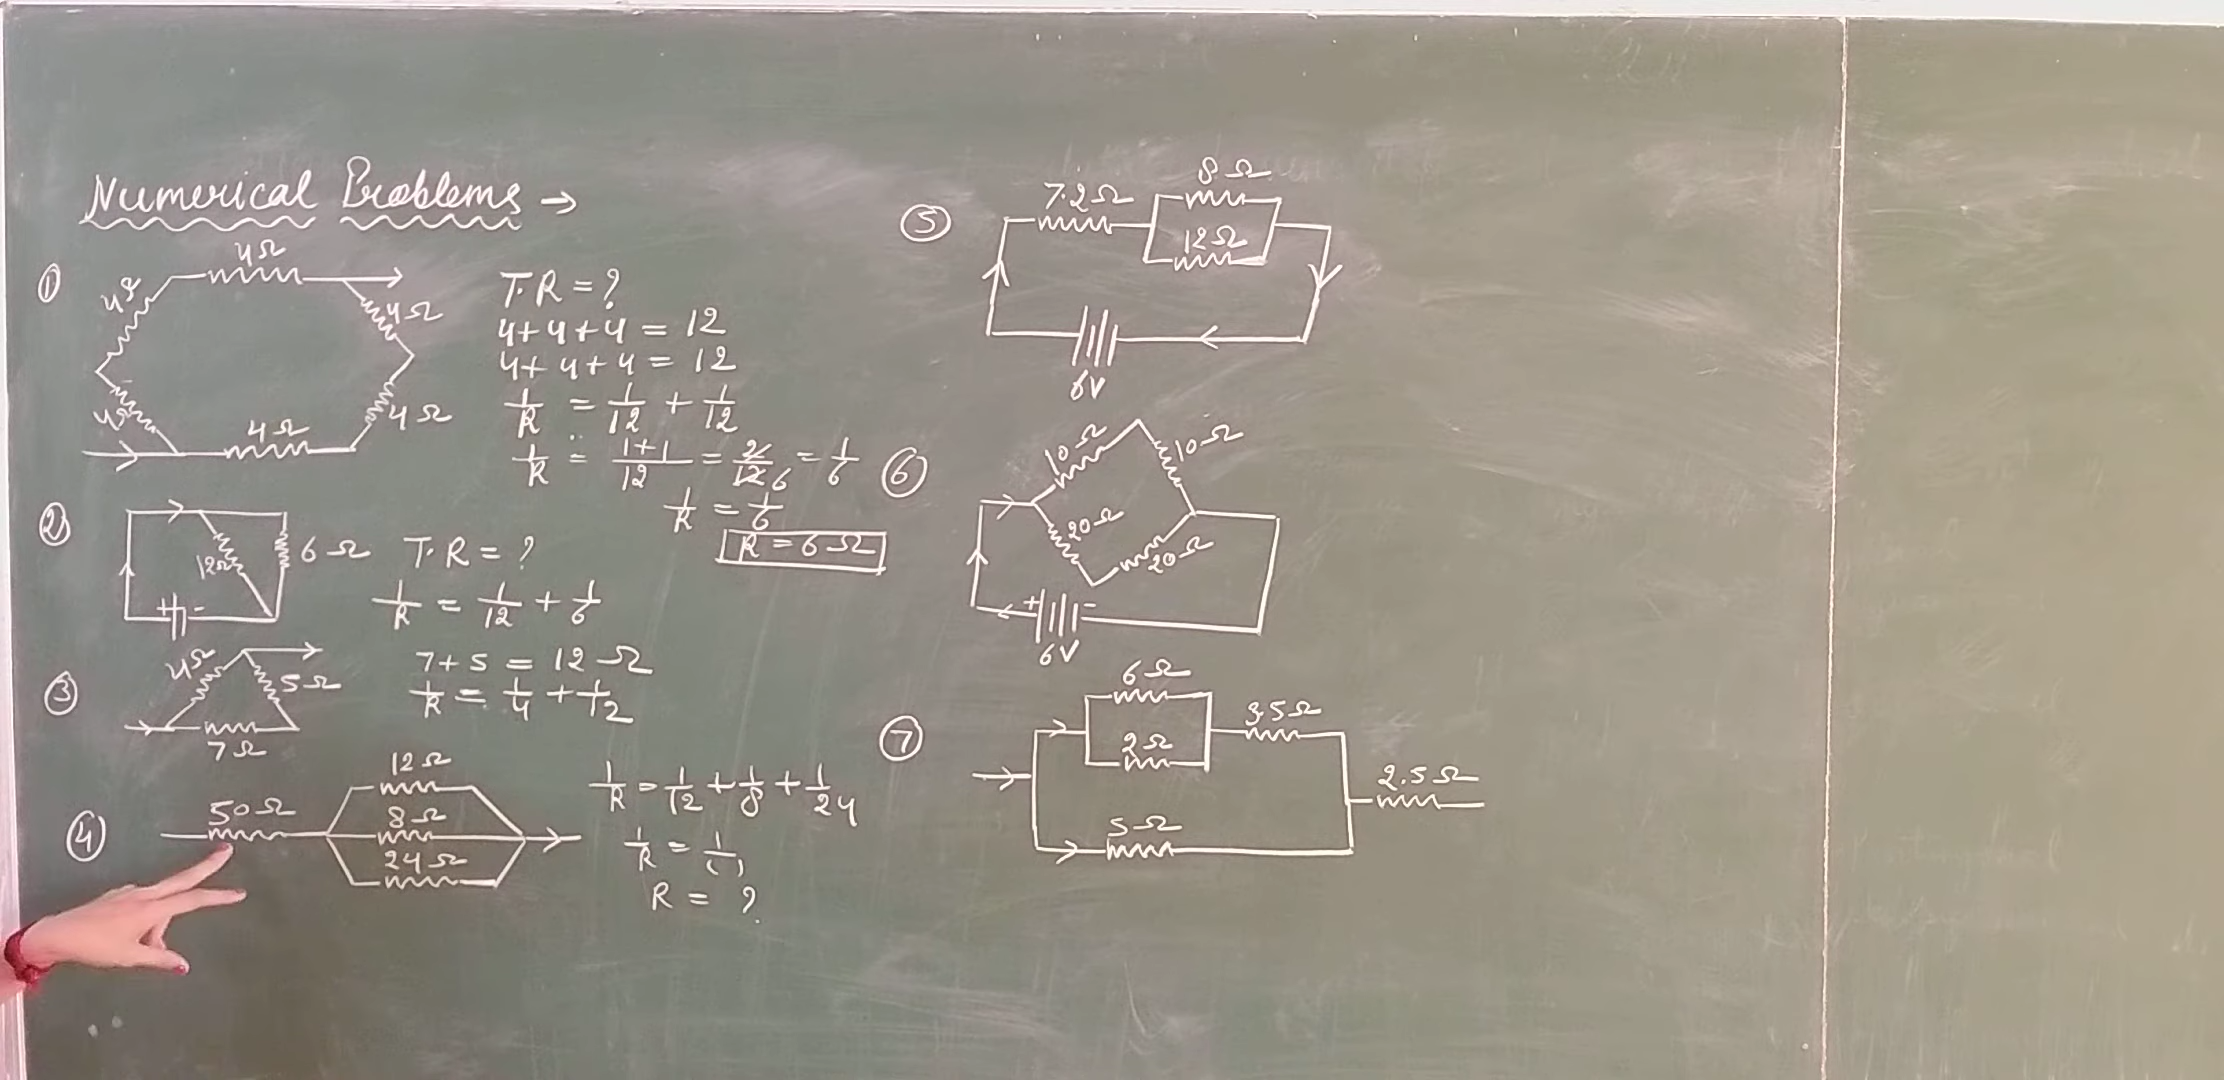 Numerical Problems →
① 4Ω 4Ω 4Ω 4Ω 4Ω 4Ω
T.R = ?
4+4+4 = 12
4+4+4 = 12
1/R = 1/12 + 1/12
1/R = 1+1/12 = 2/12 6 = 1/6
1/R = 1/6
R = 6Ω
② 12Ω 6Ω + -
T.R = ?
1/R = 1/12 + 1/6
③ 4Ω 5Ω 7Ω
7+5 = 12Ω
1/R = 1/4 + 1/12
④ 50Ω 12Ω 8Ω 24Ω
1/R = 1/12 + 1/8 + 1/24
1/R = 1/( )
R = ?
⑤ 7.2Ω 8Ω 12Ω
6V
⑥ 10Ω 10Ω
20Ω 20Ω
+ -
6V
⑦ 6Ω
2Ω 3.5Ω
2.5Ω
5Ω